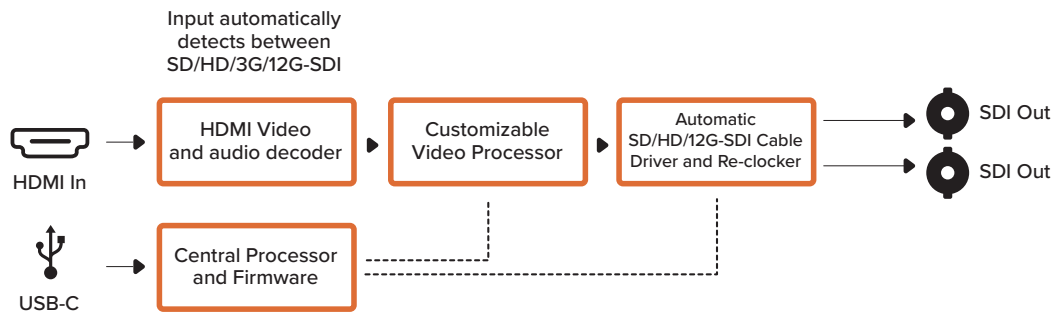 Input automatically
detects between
SD/HD/3G/12G-SDI
HDMI In
HDMI Video
and audio decoder
Customizable
Video Processor
Automatic
SD/HD/12G-SDI Cable
Driver and Re-clocker
SDI Out
SDI Out
USB-C
Central Processor
and Firmware